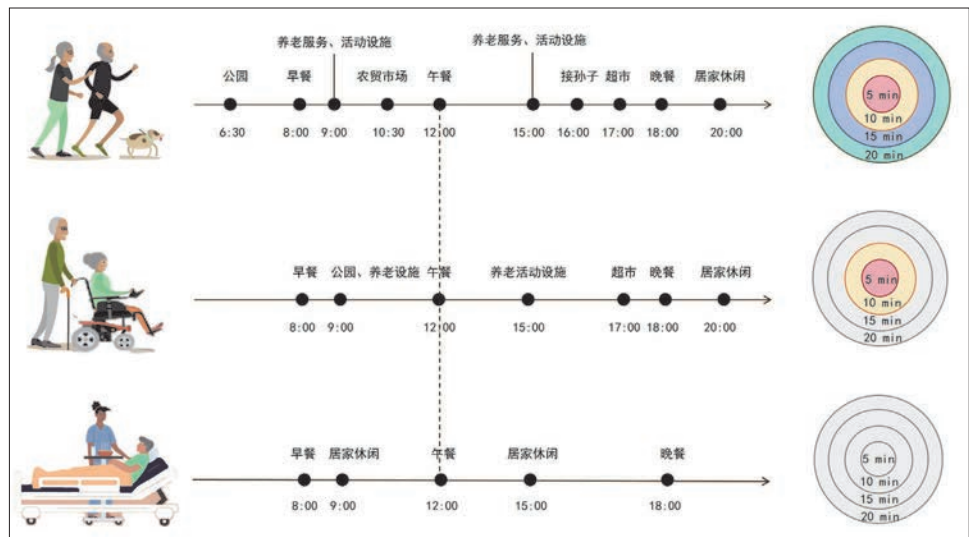 养老服务、活动设施
养老服务、活动设施
公园 早餐 农贸市场 午餐 接孙子 超市 晚餐 居家休闲
6:30 8:00 9:00 10:30 12:00 15:00 16:00 17:00 18:00 20:00
5 min
10 min
15 min
20 min
早餐 公园、养老设施 午餐 养老活动设施 超市 晚餐 居家休闲
8:00 9:00 12:00 15:00 17:00 18:00 20:00
5 min
10 min
15 min
20 min
早餐 居家休闲 午餐 居家休闲 晚餐
8:00 9:00 12:00 15:00 18:00
5 min
10 min
15 min
20 min